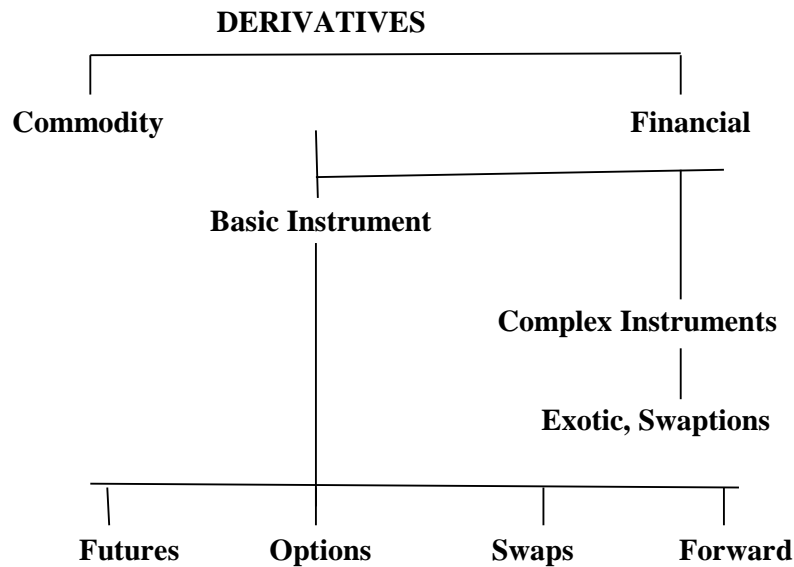 DERIVATIVES
Commodity Financial
Basic Instrument
Complex Instruments
Exotic, Swaptions
Futures Options Swaps Forward